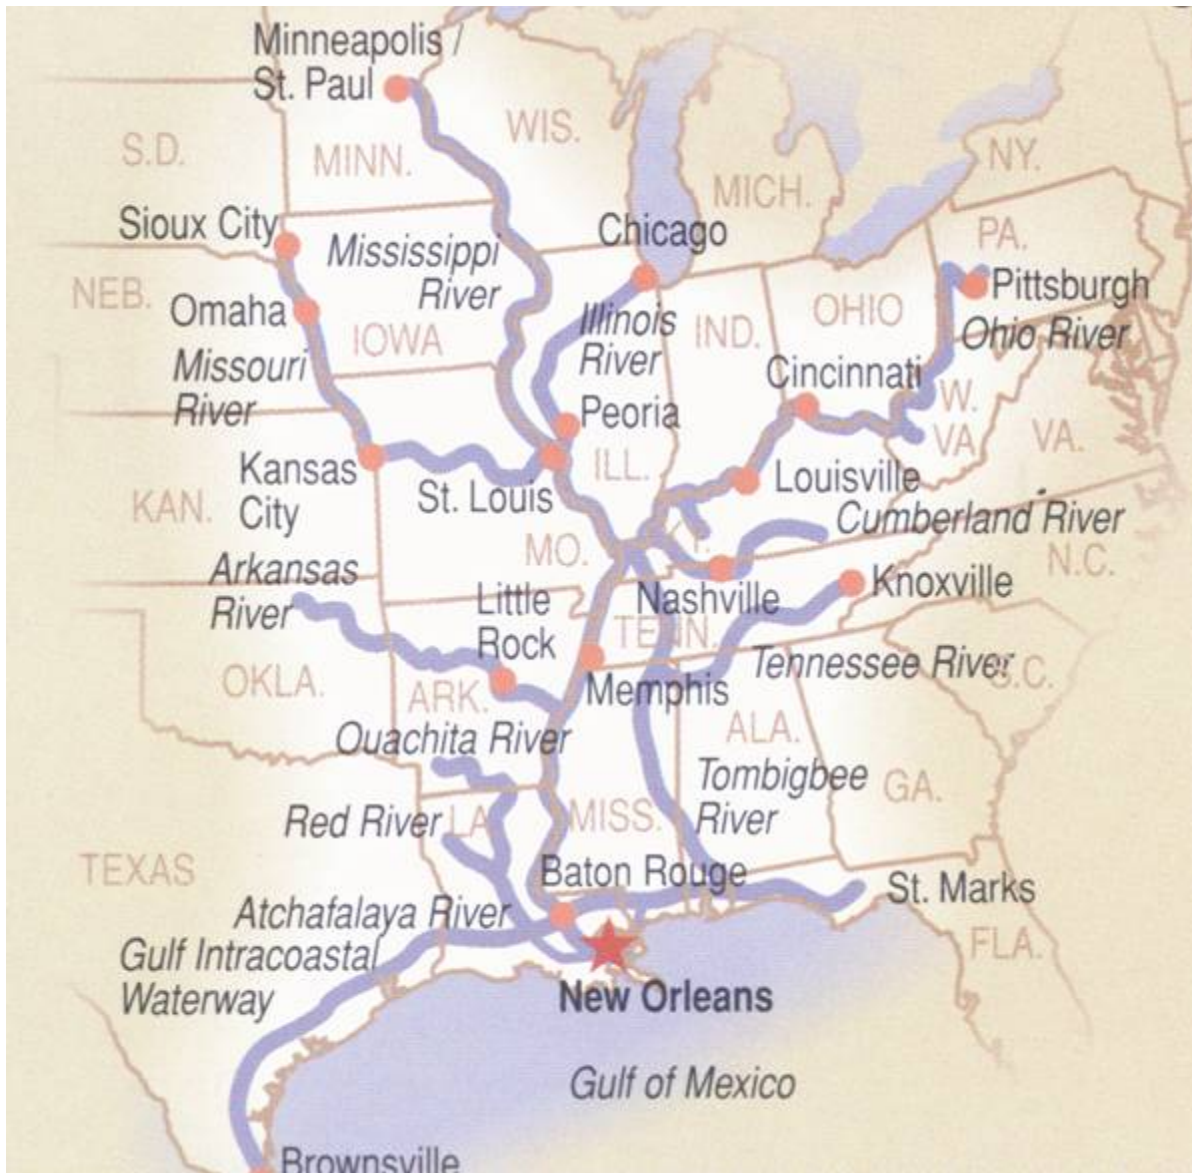 Minneapolis /
St. Paul
WIS.
S.D.
MINN.
NY.
MICH.
Sioux City
Chicago
PA.
Mississippi
River
NEB.
Omaha
Pittsburgh
IOWA
Illinois
River
IND.
OHIO
Ohio River
Missouri
River
Cincinnati
W.
VA
VA.
Peoria
Kansas
City
KAN.
St. Louis
ILL.
Louisville
Cumberland River
MO.
Y.
N.C.
Arkansas
River
Little
Rock
Nashville
Knoxville
TENN.
OKLA.
ARK.
Memphis
Tennessee River
S.C.
Ouachita River
ALA.
Tombigbee
River
GA.
Red River
LA
MISS.
TEXAS
Baton Rouge
St. Marks
Atchafalaya River
Gulf Intracoastal
Waterway
FLA.
New Orleans
Gulf of Mexico
Brownsville